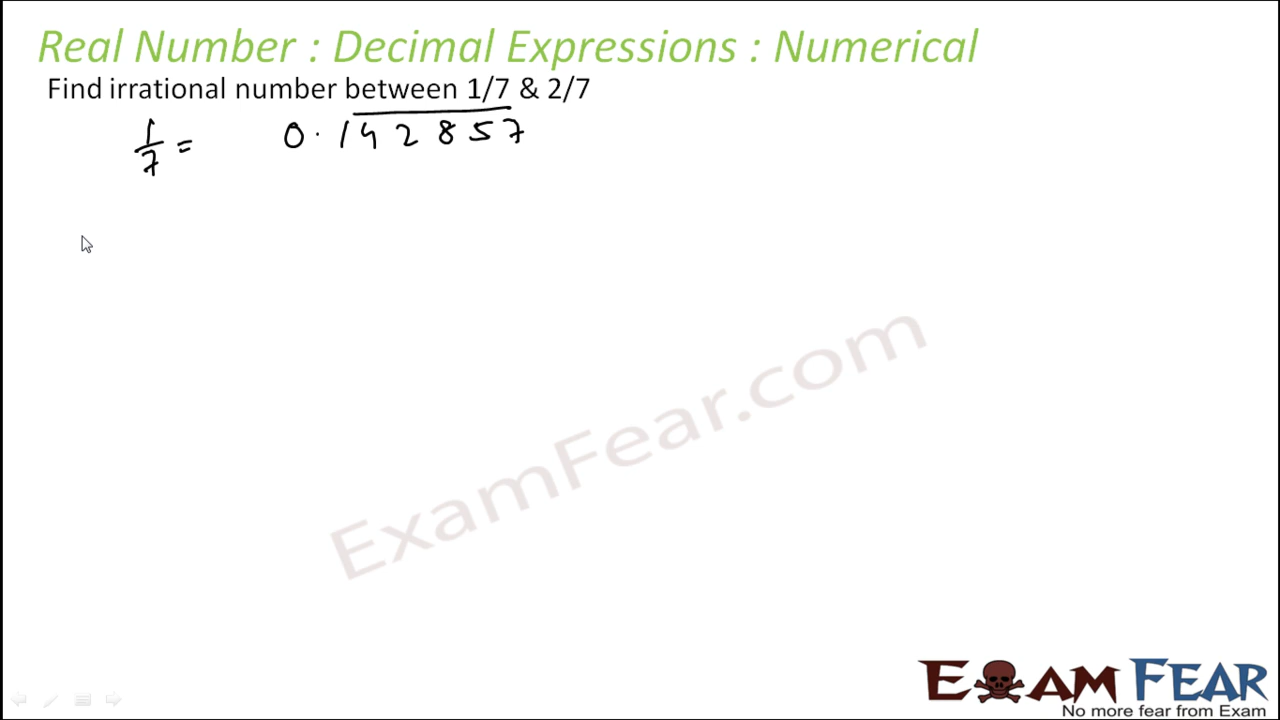 Real Number : Decimal Expressions : Numerical
Find irrational number between 1/7 & 2/7
1/7 = 0.142857
ExamFear.com
EXAM FEAR
No more fear from Exam